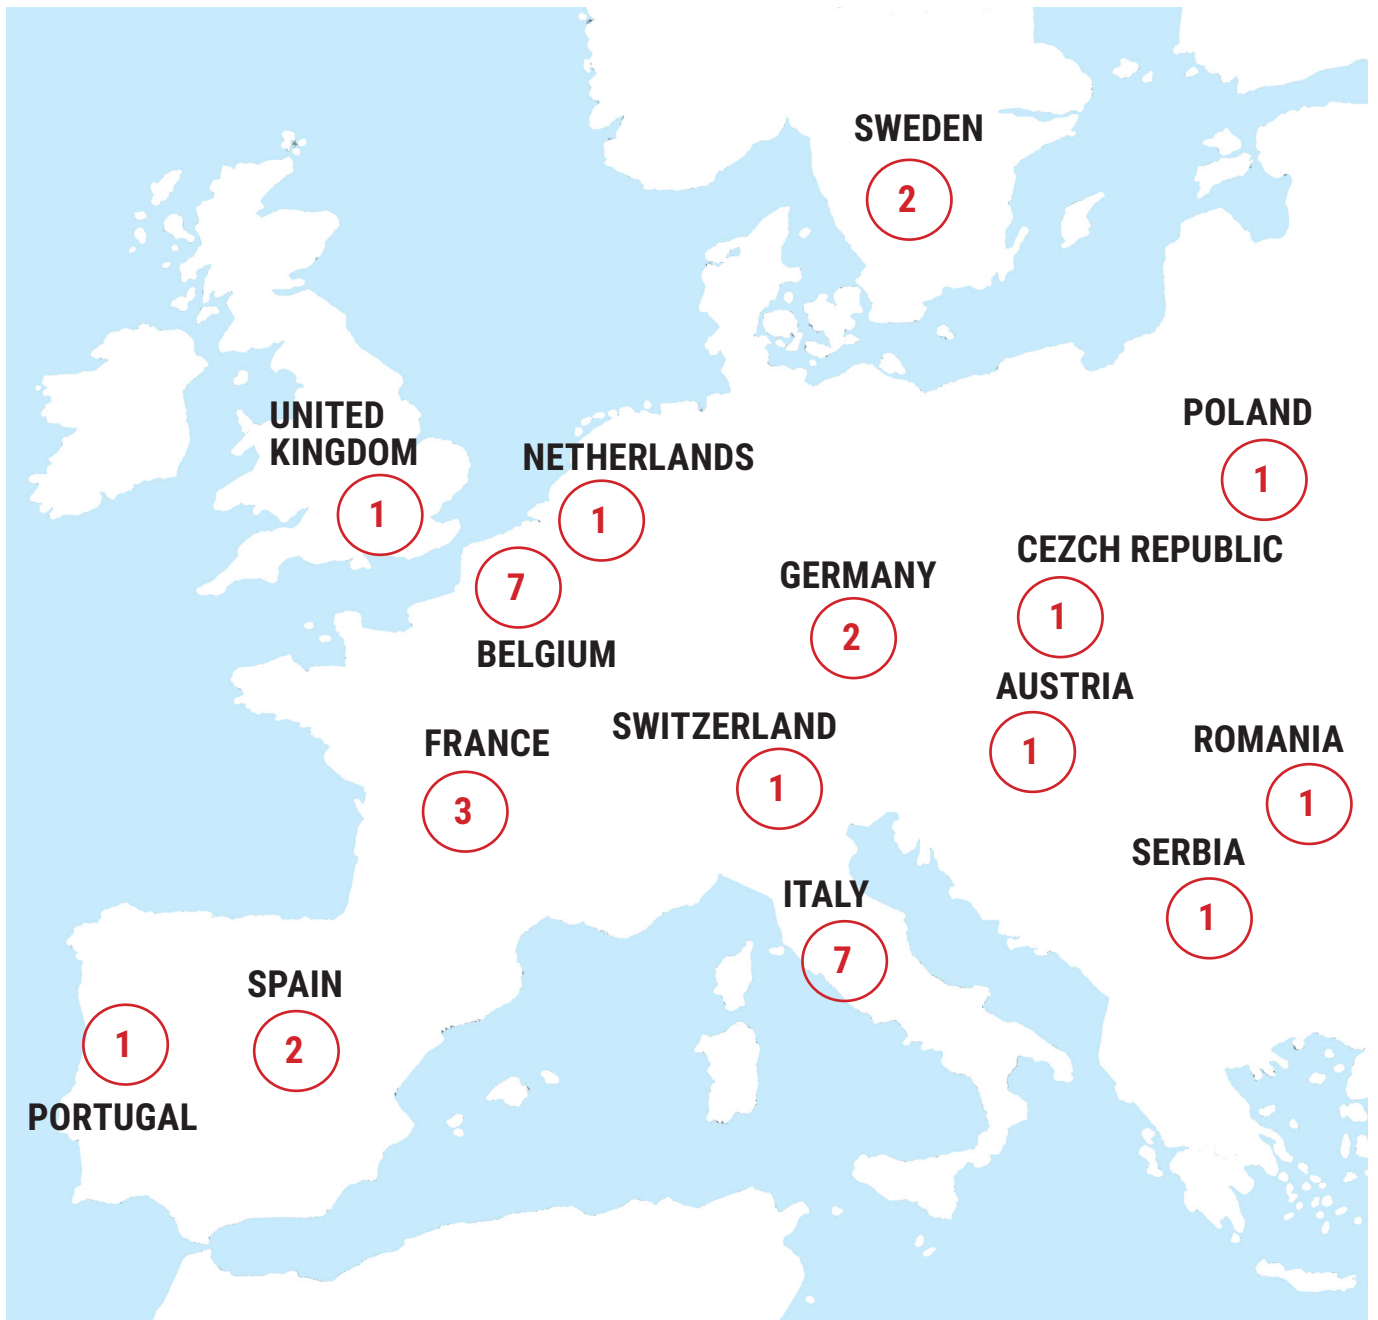 SWEDEN
2
UNITED
KINGDOM
1
NETHERLANDS
1
7
BELGIUM
POLAND
1
CEZCH REPUBLIC
1
GERMANY
2
AUSTRIA
1
SWITZERLAND
1
FRANCE
3
ROMANIA
1
SERBIA
1
ITALY
7
SPAIN
2
1
PORTUGAL